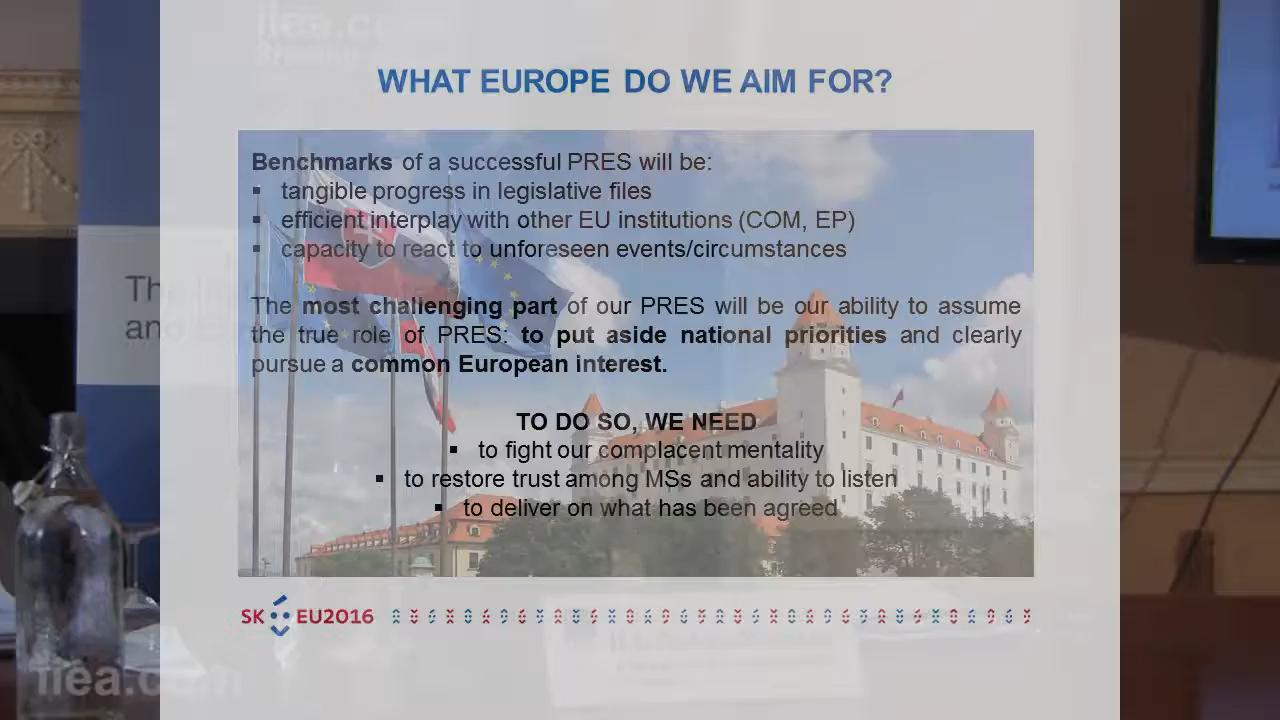 iiea.com
WHAT EUROPE DO WE AIM FOR?
Benchmarks of a successful PRES will be:
▪ tangible progress in legislative files
▪ efficient interplay with other EU institutions (COM, EP)
▪ capacity to react to unforeseen events/circumstances
The most challenging part of our PRES will be our ability to assume
the true role of PRES: to put aside national priorities and clearly
pursue a common European interest.
TO DO SO, WE NEED
▪ to fight our complacent mentality
▪ to restore trust among MSs and ability to listen
▪ to deliver on what has been agreed
SK EU2016
iiea.com